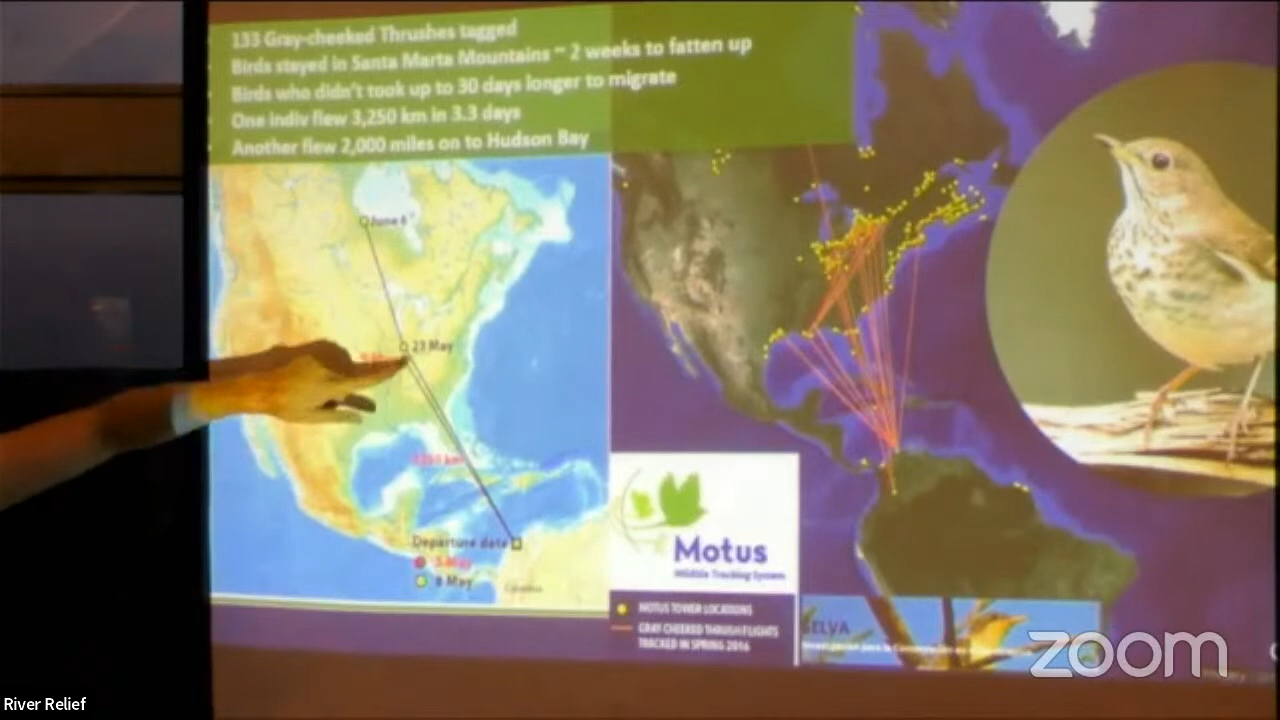 133 Gray-cheeked Thrushes tagged
Birds stayed in Santa Marta Mountains ~ 2 weeks to fatten up
Birds who didn't took up to 30 days longer to migrate
One indiv flew 3,250 km in 3.3 days
Another flew 2,000 miles on to Hudson Bay
June 6
23 May
km
Departure date
3 May
8 May
Motus
Wildlife Tracking System
MOTUS TOWER LOCATIONS
GRAY CHEEKED THRUSH FLIGHTS
TRACKED IN SPRING 2016
SELVA
zoom
River Relief